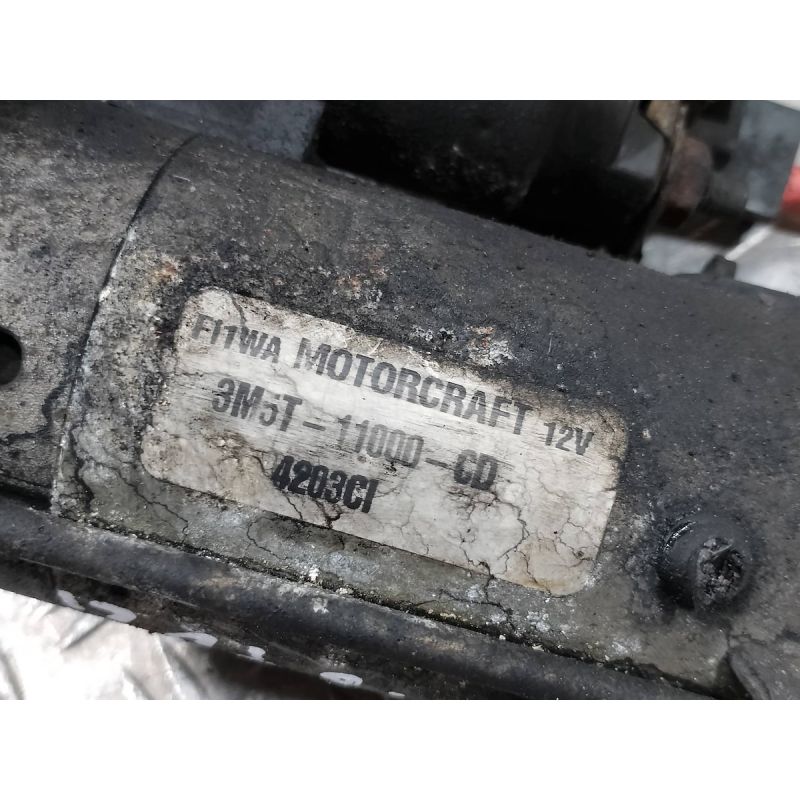 FI1WA MOTORCRAFT 12V
3M5T-11000-CD
4203CI